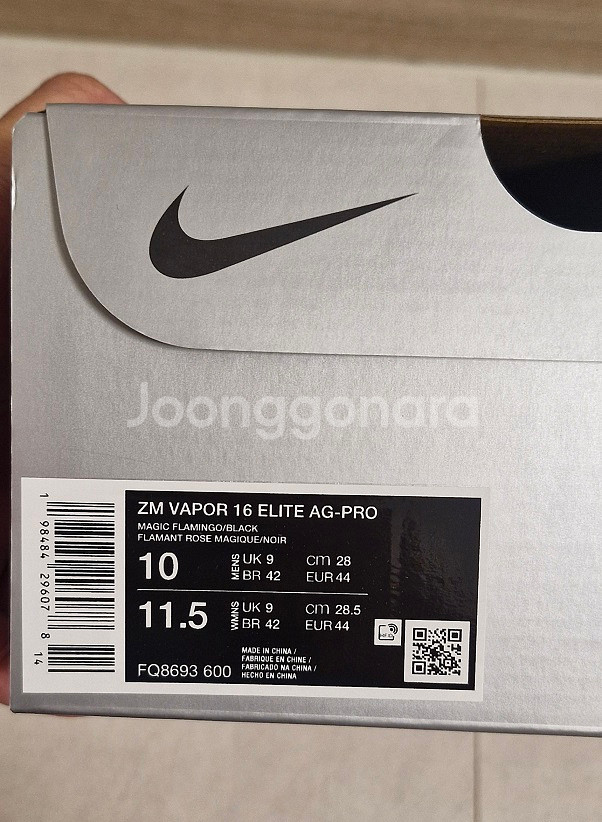 Joonggonara
ZM VAPOR 16 ELITE AG-PRO
MAGIC FLAMINGO/BLACK
FLAMANT ROSE MAGIQUE/NOIR
10 MENS UK 9 cm 28
BR 42 EUR 44
11.5 WMNS UK 9 cm 28.5
BR 42 EUR 44
FQ8693 600
MADE IN CHINA /
FABRIQUE EN CHINE /
FABRICADO NA CHINA /
HECHO EN CHINA
1 98484 29607 8 14